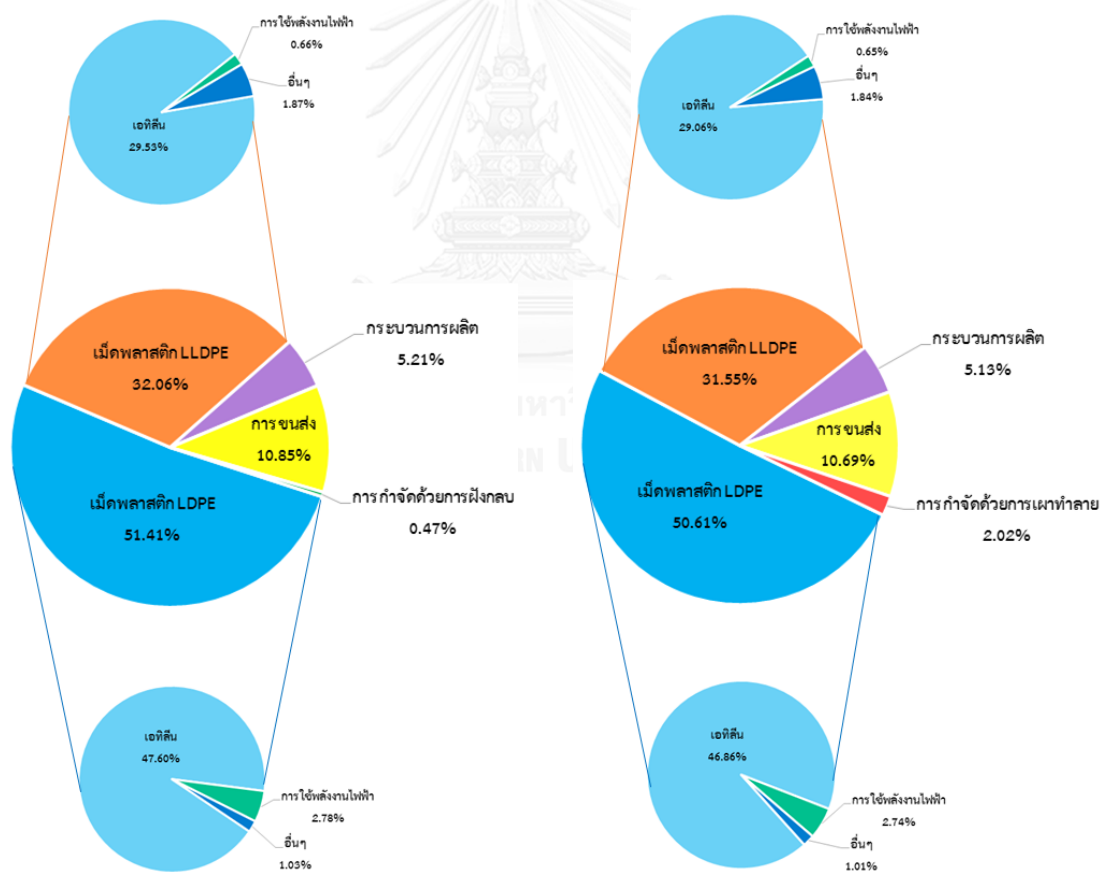 การใช้พลังงานไฟฟ้า
0.66%
อื่นๆ
1.87%
เอทิลีน
29.53%
เม็ดพลาสติก LLDPE
32.06%
กระบวนการผลิต
5.21%
การขนส่ง
10.85%
การกำจัดด้วยการฝังกลบ
0.47%
เม็ดพลาสติก LDPE
51.41%
เอทิลีน
47.60%
การใช้พลังงานไฟฟ้า
2.78%
อื่นๆ
1.03%
การใช้พลังงานไฟฟ้า
0.65%
อื่นๆ
1.84%
เอทิลีน
29.06%
เม็ดพลาสติก LLDPE
31.55%
กระบวนการผลิต
5.13%
การขนส่ง
10.69%
การกำจัดด้วยการเผาทำลาย
2.02%
เม็ดพลาสติก LDPE
50.61%
เอทิลีน
46.86%
การใช้พลังงานไฟฟ้า
2.74%
อื่นๆ
1.01%